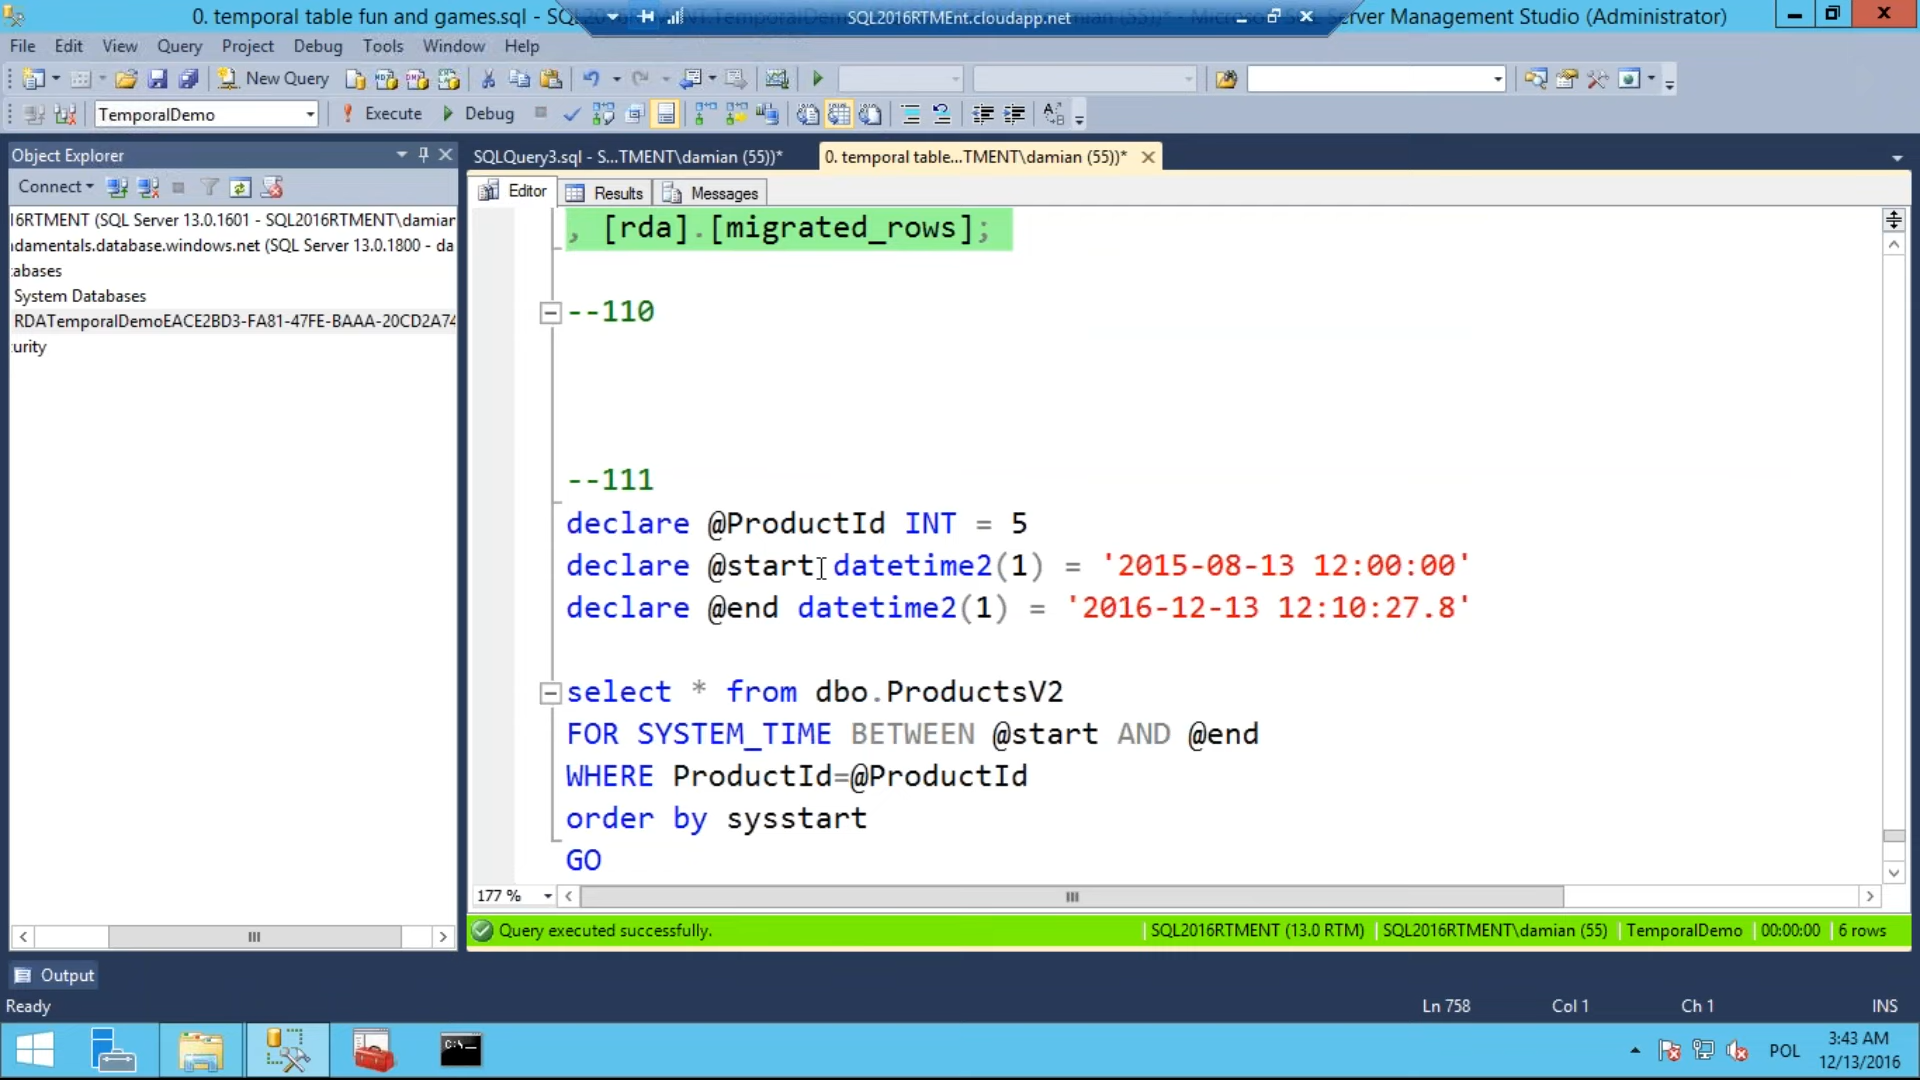 0. temporal table fun and games.sql - SQL
SQL2016RTMEnt.cloudapp.net
Server Management Studio (Administrator)
File Edit View Query Project Debug Tools Window Help
New Query
TemporalDemo Execute Debug
Object Explorer
SQLQuery3.sql - S...TMENT\damian (55))*
0. temporal table...TMENT\damian (55))*
Connect
Editor Results Messages
16RTMENT (SQL Server 13.0.1601 - SQL2016RTMENT\damian
ndamentals.database.windows.net (SQL Server 13.0.1800 - da
abases
System Databases
RDATemporalDemoEACE2BD3-FA81-47FE-BAAA-20CD2A74
urity
, [rda].[migrated_rows];
--110
--111
declare @ProductId INT = 5
declare @start datetime2(1) = '2015-08-13 12:00:00'
declare @end datetime2(1) = '2016-12-13 12:10:27.8'
select * from dbo.ProductsV2
FOR SYSTEM_TIME BETWEEN @start AND @end
WHERE ProductId=@ProductId
order by sysstart
GO
177 %
Query executed successfully.
SQL2016RTMENT (13.0 RTM) SQL2016RTMENT\damian (55) TemporalDemo 00:00:00 6 rows
Output
Ready
Ln 758 Col 1 Ch 1 INS
C:\_
POL
3:43 AM
12/13/2016